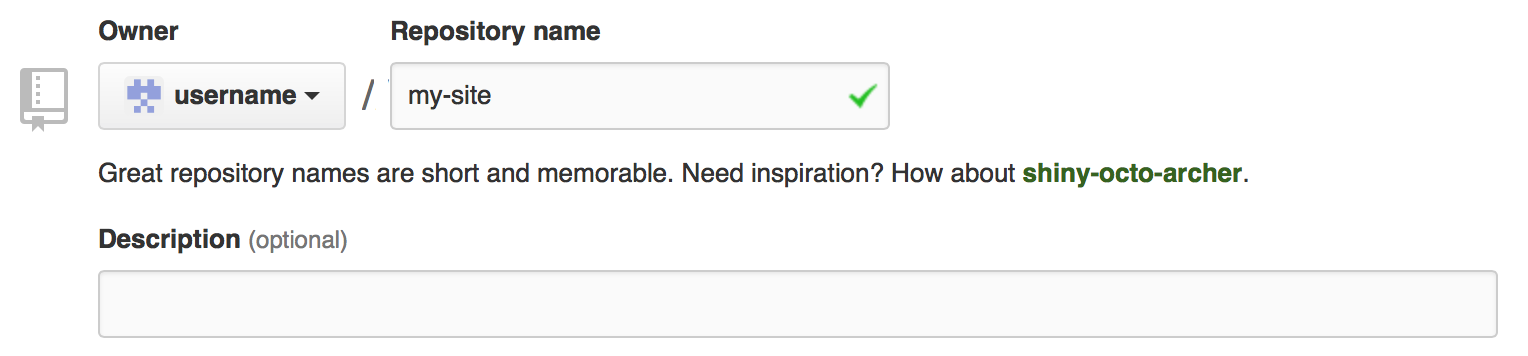 Owner
Repository name
username / my-site
Great repository names are short and memorable. Need inspiration? How about shiny-octo-archer.
Description (optional)